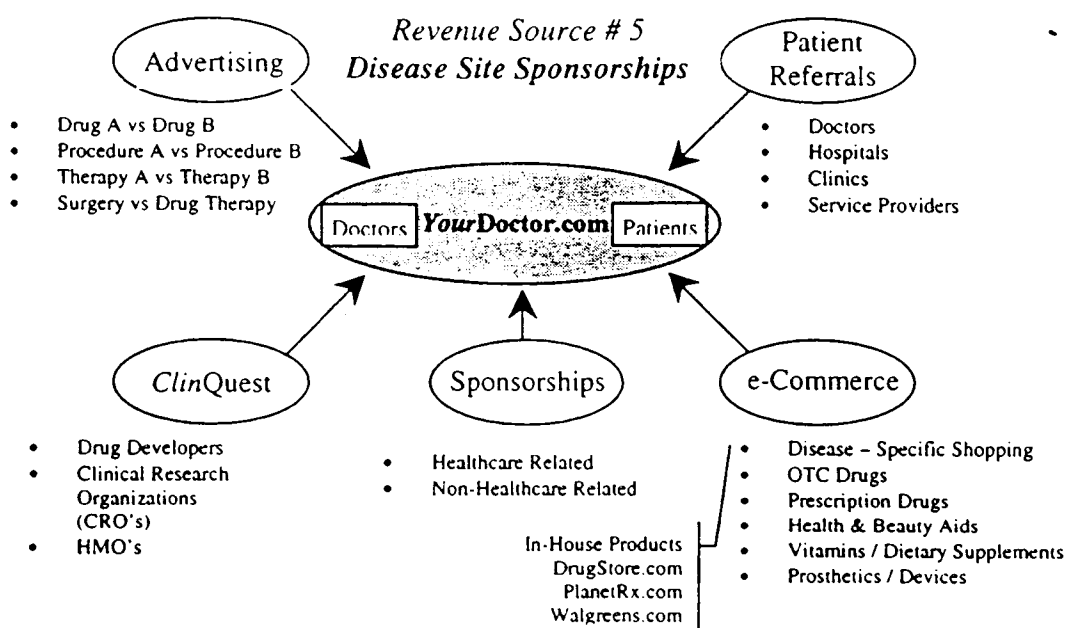 Revenue Source # 5
Disease Site Sponsorships
Advertising
• Drug A vs Drug B
• Procedure A vs Procedure B
• Therapy A vs Therapy B
• Surgery vs Drug Therapy
Patient
Referrals
• Doctors
• Hospitals
• Clinics
• Service Providers
Doctors
YourDoctor.com
Patients
ClinQuest
• Drug Developers
• Clinical Research
Organizations
(CRO's)
• HMO's
Sponsorships
• Healthcare Related
• Non-Healthcare Related
e-Commerce
• Disease – Specific Shopping
• OTC Drugs
• Prescription Drugs
• Health & Beauty Aids
• Vitamins / Dietary Supplements
• Prosthetics / Devices
In-House Products
DrugStore.com
PlanetRx.com
Walgreens.com